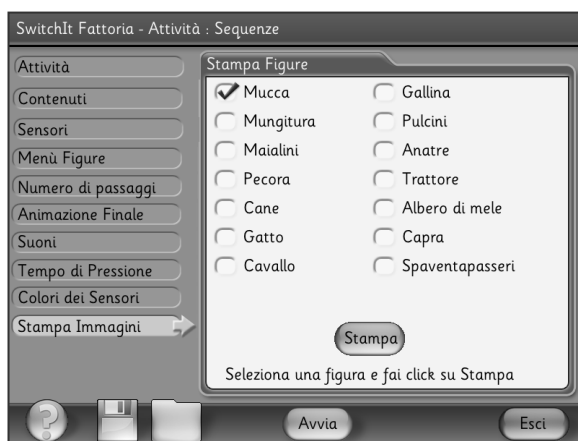 SwitchIt Fattoria - Attività : Sequenze
Attività
Contenuti
Sensori
Menù Figure
Numero di passaggi
Animazione Finale
Suoni
Tempo di Pressione
Colori dei Sensori
Stampa Immagini
Stampa Figure
Mucca
Mungitura
Maialini
Pecora
Cane
Gatto
Cavallo
Gallina
Pulcini
Anatre
Trattore
Albero di mele
Capra
Spaventapasseri
Stampa
Seleziona una figura e fai click su Stampa
?
Avvia
Esci